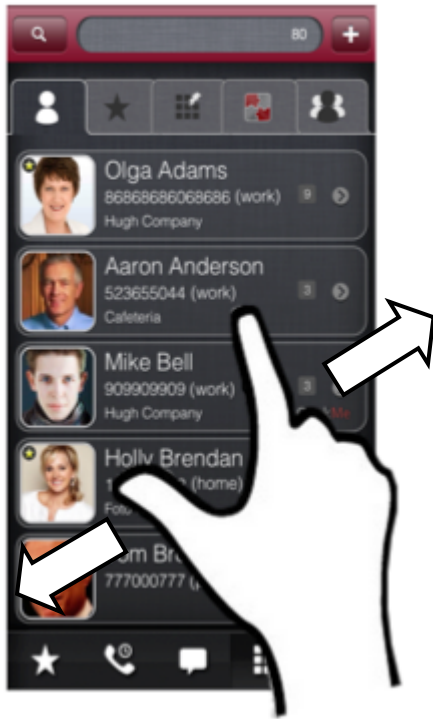 80
Olga Adams
86868686068686 (work)
9
Hugh Company
Aaron Anderson
523655044 (work)
3
Cafeteria
Mike Bell
909909909 (work)
3
Hugh Company
Me
Holly Brendan
(home)
777000777